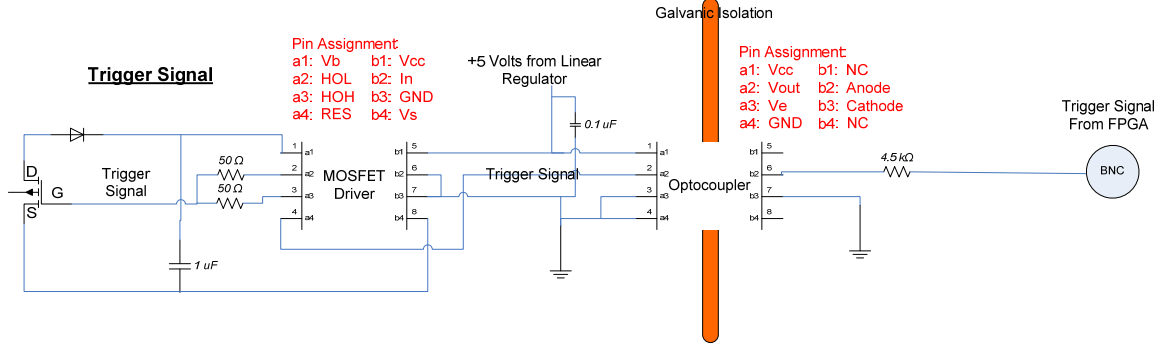 Galvanic Isolation
Trigger Signal
Pin Assignment:
a1: Vb b1: Vcc
a2: HOL b2: In
a3: HOH b3: GND
a4: RES b4: Vs
+5 Volts from Linear
Regulator
0.1 uF
Pin Assignment:
a1: Vcc b1: NC
a2: Vout b2: Anode
a3: Ve b3: Cathode
a4: GND b4: NC
Trigger Signal
From FPGA
BNC
D
G
S
Trigger
Signal
50 Ω
50 Ω
1 uF
1 a1
2 a2
3 a3
4 a4
MOSFET
Driver
b1 5
b2 6
b3 7
b4 8
Trigger Signal
1 a1
2 a2
3 a3
4 a4
Optocoupler
b1 5
b2 6
b3 7
b4 8
4.5 kΩ